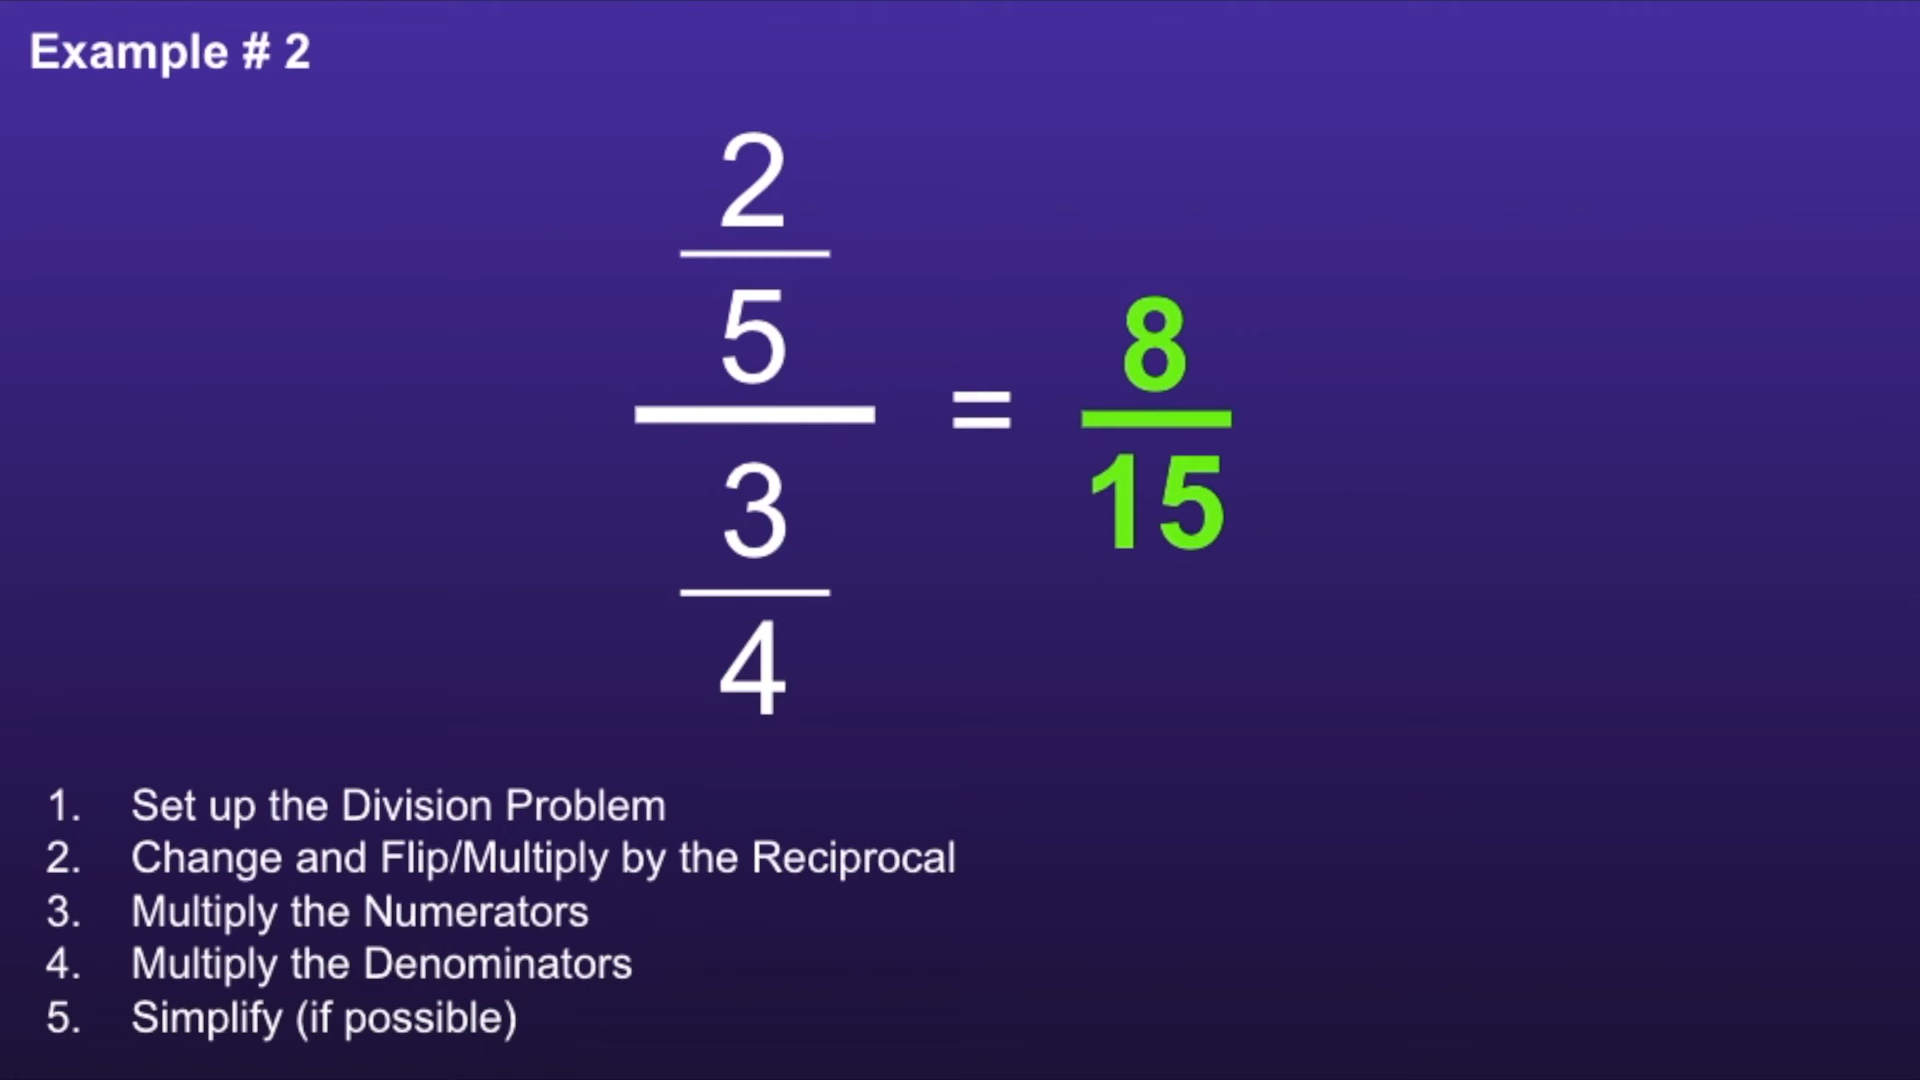 Example # 2
2
5
3
4
=
8
15
1. Set up the Division Problem
2. Change and Flip/Multiply by the Reciprocal
3. Multiply the Numerators
4. Multiply the Denominators
5. Simplify (if possible)